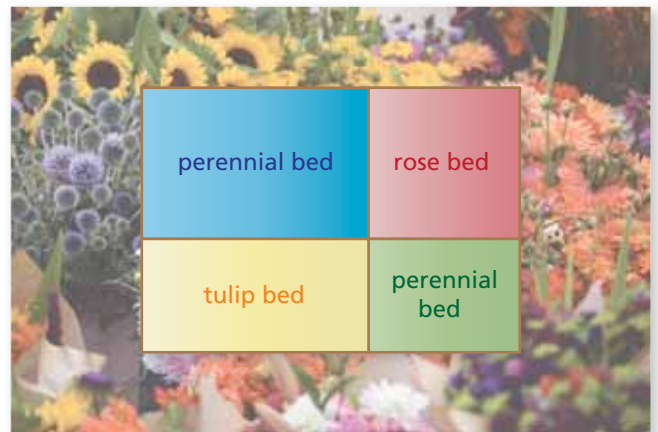 perennial bed
rose bed
tulip bed
perennial
bed